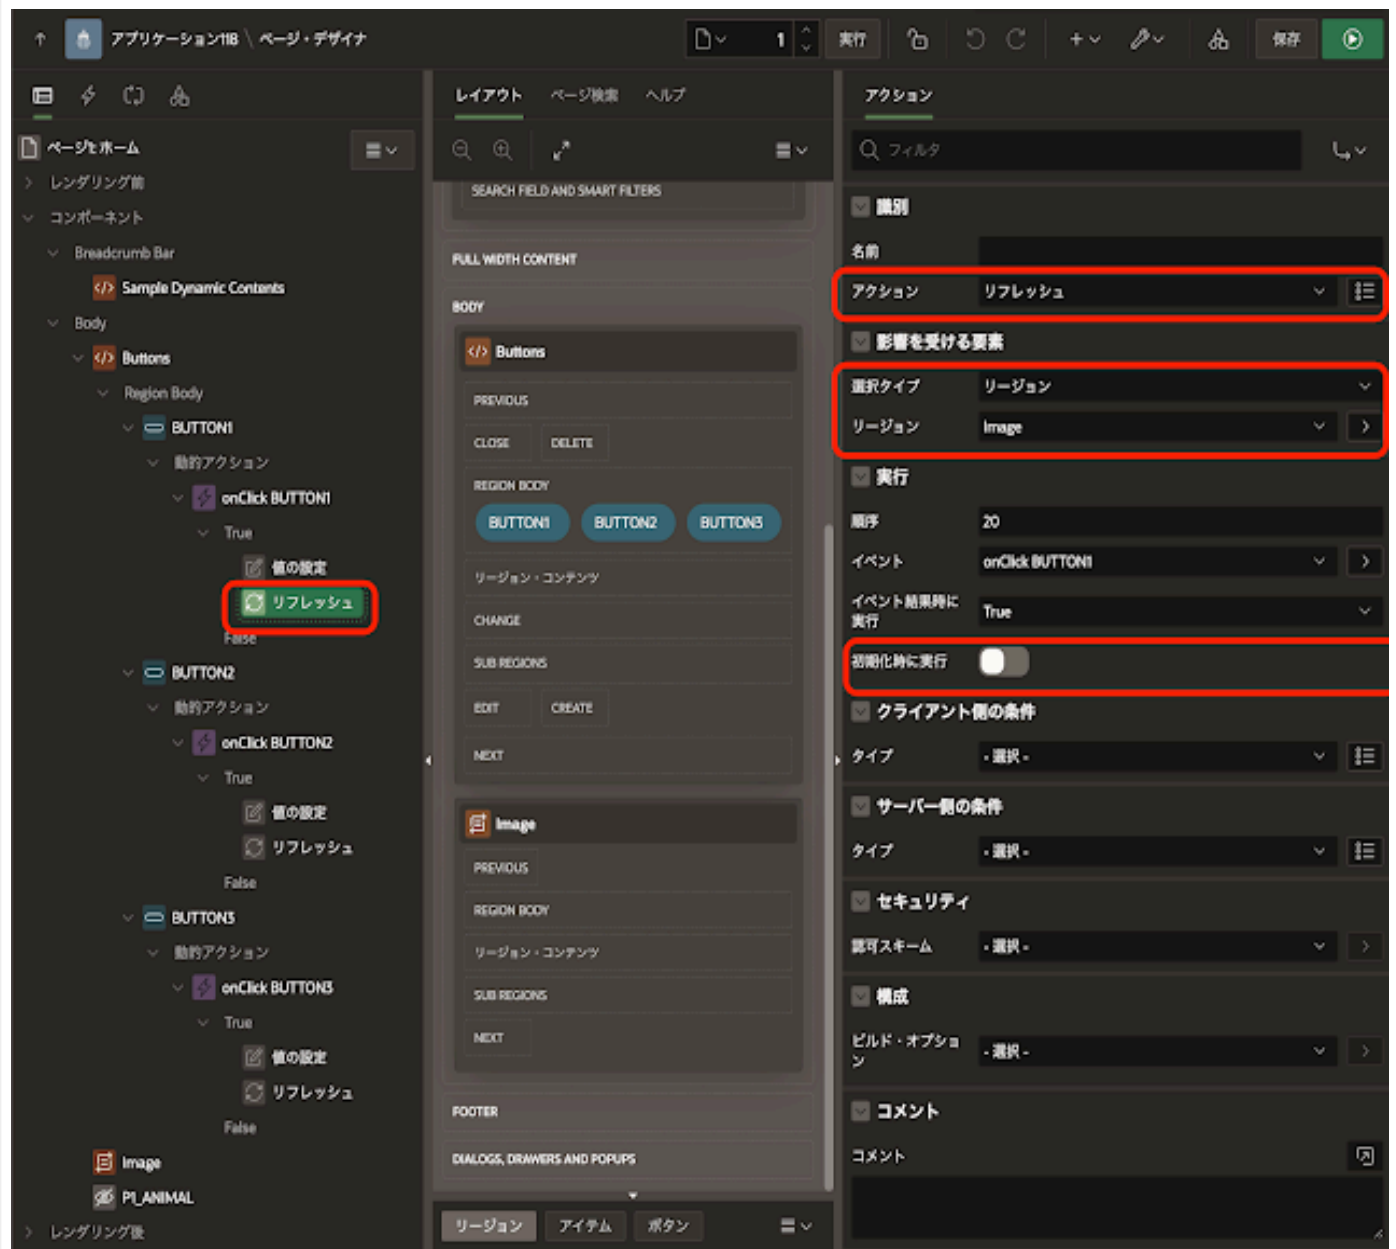 アプリケーション118 \ ページ・デザイナ
1
実行
保存
ページ1: ホーム
レンダリング前
コンポーネント
Breadcrumb Bar
Sample Dynamic Contents
Body
Buttons
Region Body
BUTTON1
動的アクション
onClick BUTTON1
True
値の設定
リフレッシュ
False
BUTTON2
動的アクション
onClick BUTTON2
True
値の設定
リフレッシュ
False
BUTTON3
動的アクション
onClick BUTTON3
True
値の設定
リフレッシュ
False
Image
P1_ANIMAL
レンダリング後
レイアウト ページ検索 ヘルプ
SEARCH FIELD AND SMART FILTERS
FULL WIDTH CONTENT
BODY
Buttons
PREVIOUS
CLOSE DELETE
REGION BODY
BUTTON1 BUTTON2 BUTTON3
リージョン・コンテンツ
CHANGE
SUB REGIONS
EDIT CREATE
NEXT
Image
PREVIOUS
REGION BODY
リージョン・コンテンツ
SUB REGIONS
NEXT
FOOTER
DIALOGS, DRAWERS AND POPUPS
リージョン アイテム ボタン
アクション
フィルタ
識別
名前
アクション リフレッシュ
影響を受ける要素
選択タイプ リージョン
リージョン Image
実行
順序 20
イベント onClick BUTTON1
イベント結果時に
実行 True
初期化時に実行
クライアント側の条件
タイプ - 選択 -
サーバー側の条件
タイプ - 選択 -
セキュリティ
認可スキーム - 選択 -
構成
ビルド・オプショ
ン - 選択 -
コメント
コメント